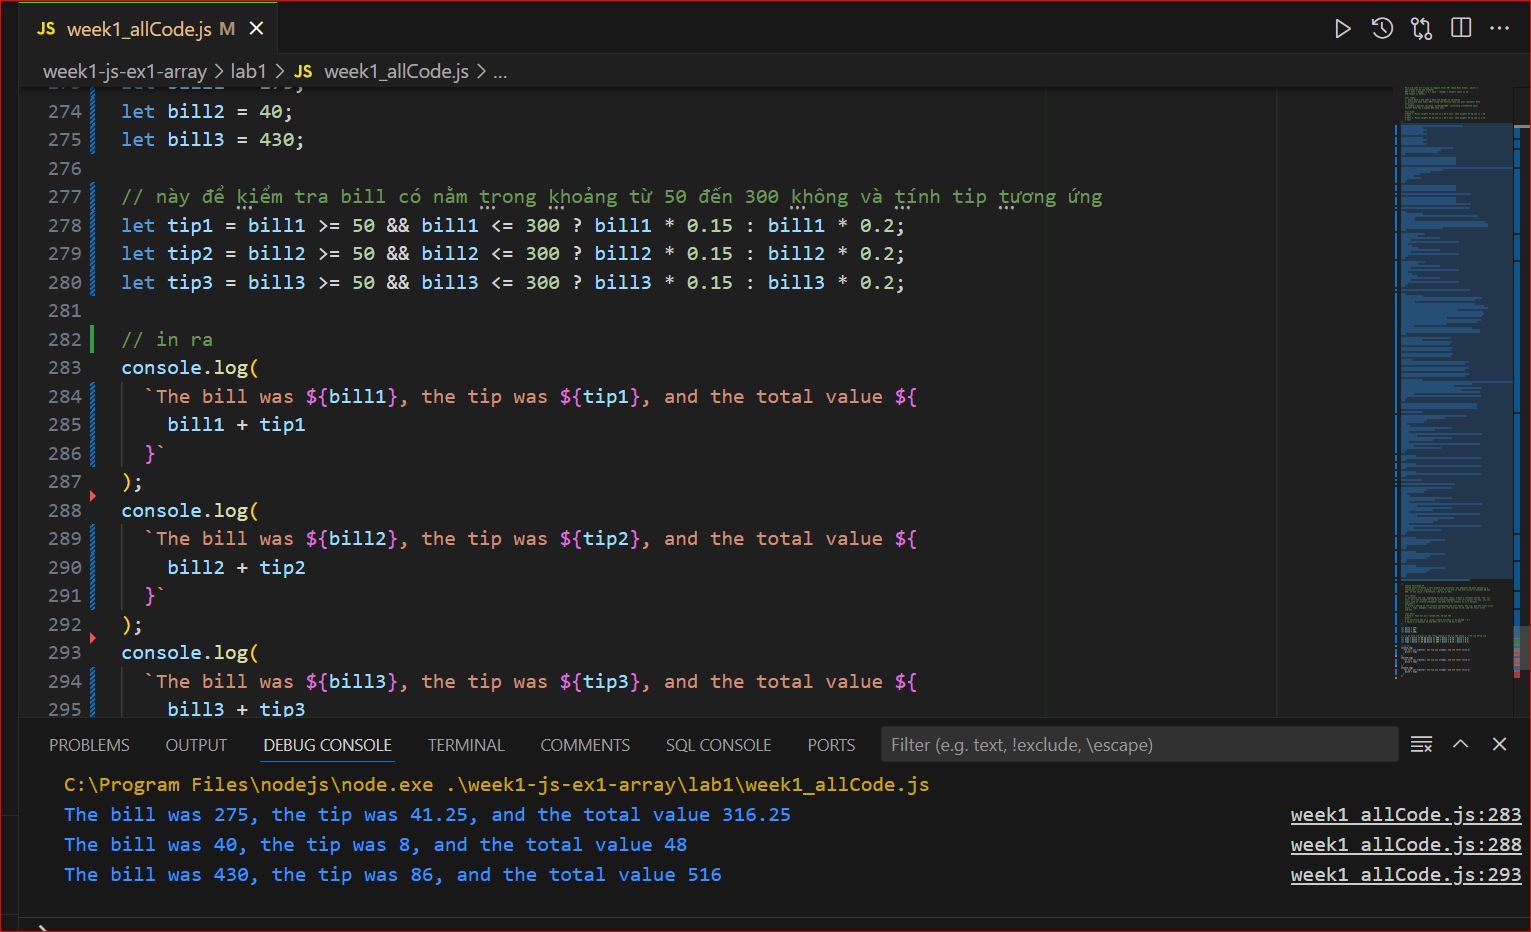 JS week1_allCode.js M
week1-js-ex1-array > lab1 > JS week1_allCode.js > ...
274 let bill2 = 40;
275 let bill3 = 430;
276
277 // này để kiểm tra bill có nằm trong khoảng từ 50 đến 300 không và tính tip tương ứng
278 let tip1 = bill1 >= 50 && bill1 <= 300 ? bill1 * 0.15 : bill1 * 0.2;
279 let tip2 = bill2 >= 50 && bill2 <= 300 ? bill2 * 0.15 : bill2 * 0.2;
280 let tip3 = bill3 >= 50 && bill3 <= 300 ? bill3 * 0.15 : bill3 * 0.2;
281
282 // in ra
283 console.log(
284 `The bill was ${bill1}, the tip was ${tip1}, and the total value ${
285 bill1 + tip1
286 }`
287 );
288 console.log(
289 `The bill was ${bill2}, the tip was ${tip2}, and the total value ${
290 bill2 + tip2
291 }`
292 );
293 console.log(
294 `The bill was ${bill3}, the tip was ${tip3}, and the total value ${
295 bill3 + tip3
PROBLEMS OUTPUT DEBUG CONSOLE TERMINAL COMMENTS SQL CONSOLE PORTS Filter (e.g. text, !exclude, \escape)
C:\Program Files\nodejs\node.exe .\week1-js-ex1-array\lab1\week1_allCode.js
The bill was 275, the tip was 41.25, and the total value 316.25 week1_allCode.js:283
The bill was 40, the tip was 8, and the total value 48 week1_allCode.js:288
The bill was 430, the tip was 86, and the total value 516 week1_allCode.js:293